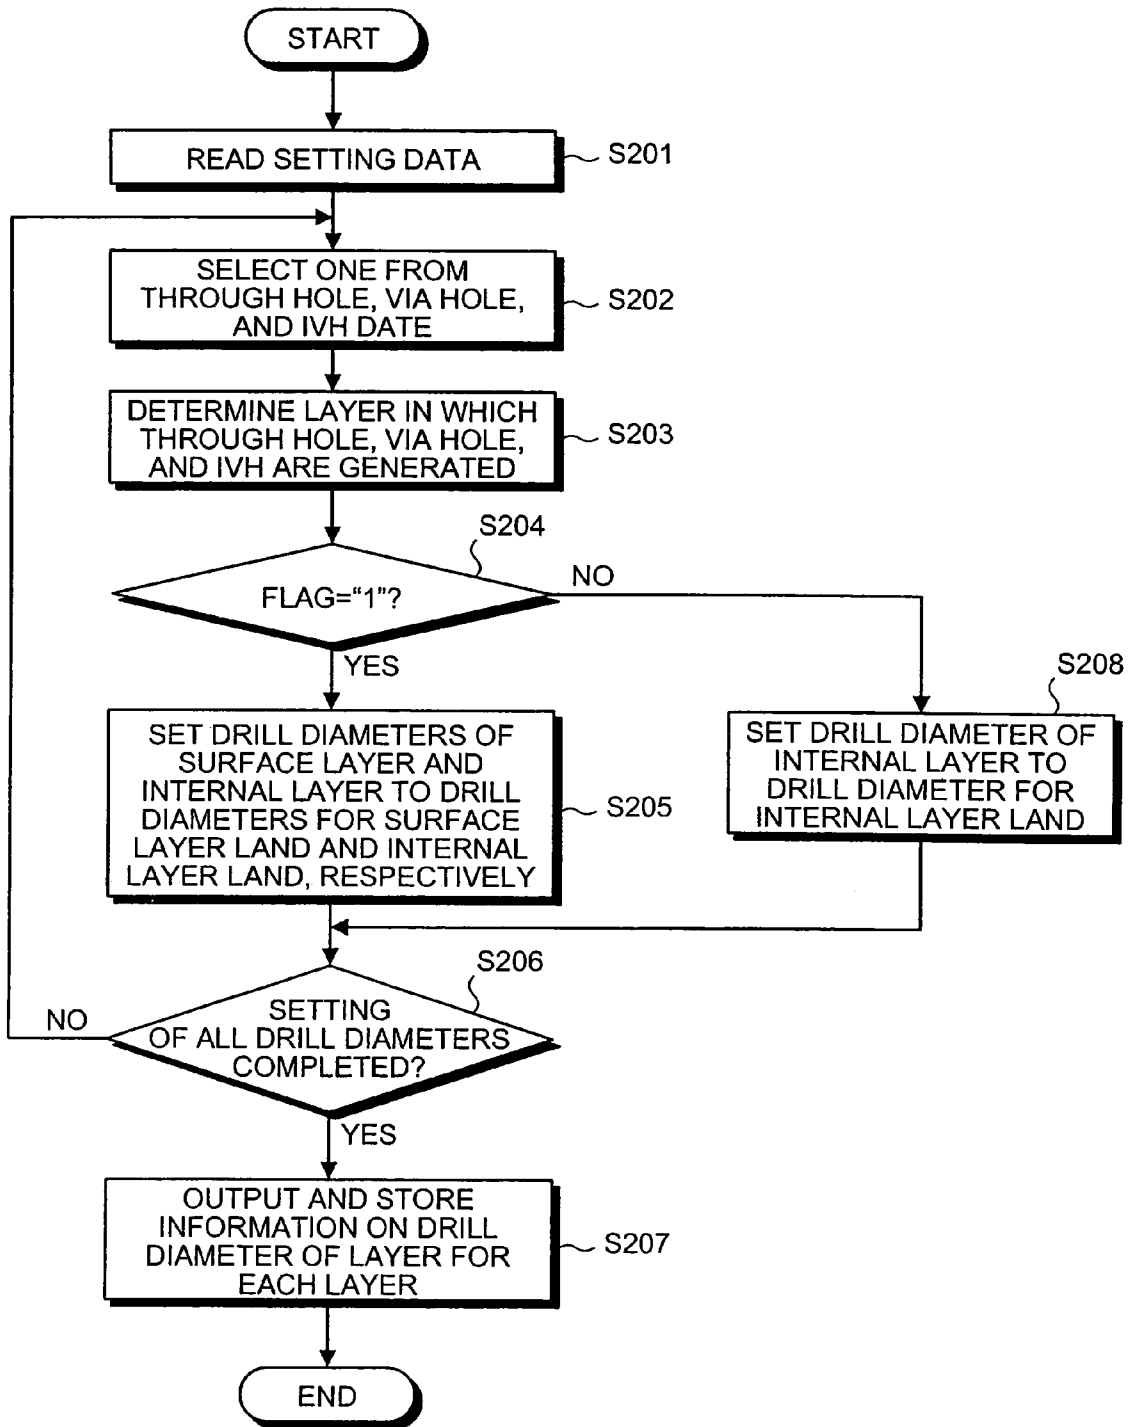 START
READ SETTING DATA
S201
SELECT ONE FROM
THROUGH HOLE, VIA HOLE,
AND IVH DATE
S202
DETERMINE LAYER IN WHICH
THROUGH HOLE, VIA HOLE,
AND IVH ARE GENERATED
S203
S204
FLAG=“1”?
NO
YES
S208
SET DRILL DIAMETERS OF
SURFACE LAYER AND
INTERNAL LAYER TO DRILL
DIAMETERS FOR SURFACE
LAYER LAND AND INTERNAL
LAYER LAND, RESPECTIVELY
S205
SET DRILL DIAMETER OF
INTERNAL LAYER TO
DRILL DIAMETER FOR
INTERNAL LAYER LAND
S206
SETTING
OF ALL DRILL DIAMETERS
COMPLETED?
NO
YES
OUTPUT AND STORE
INFORMATION ON DRILL
DIAMETER OF LAYER FOR
EACH LAYER
S207
END